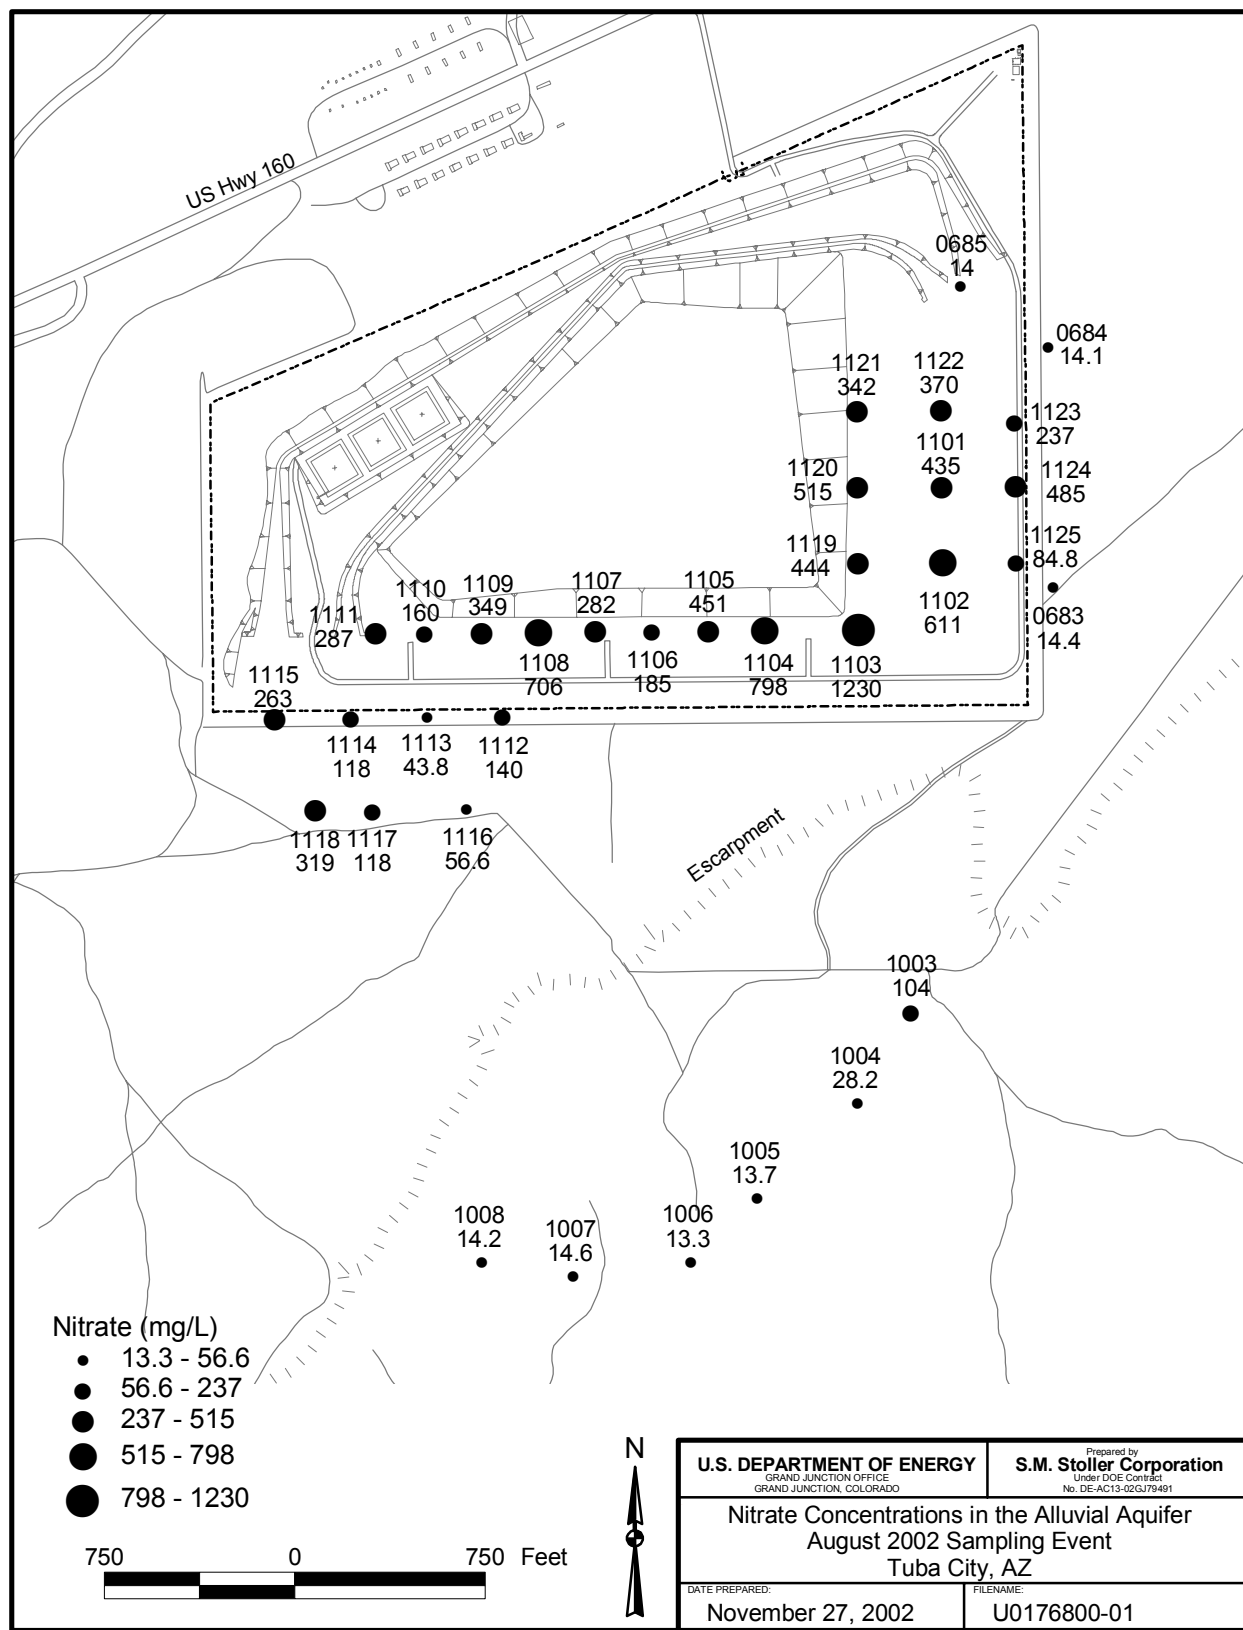 US Hwy 160
0685
14
0684
14.1
1121
342
1122
370
1123
237
1120
515
1101
435
1124
485
1119
444
1102
611
1125
84.8
0683
14.4
1111
287
1110
160
1109
349
1108
706
1107
282
1106
185
1105
451
1104
798
1103
1230
1115
263
1114
118
1113
43.8
1112
140
1118
319
1117
118
1116
56.6
Escarpment
1003
104
1004
28.2
1005
13.7
1006
13.3
1007
14.6
1008
14.2
Nitrate (mg/L)
13.3 - 56.6
56.6 - 237
237 - 515
515 - 798
798 - 1230
750 0 750 Feet
N
U.S. DEPARTMENT OF ENERGY
GRAND JUNCTION OFFICE
GRAND JUNCTION, COLORADO
Prepared by
S.M. Stoller Corporation
Under DOE Contract
No. DE-AC13-02GJ79491
Nitrate Concentrations in the Alluvial Aquifer
August 2002 Sampling Event
Tuba City, AZ
DATE PREPARED:
November 27, 2002
FILENAME:
U0176800-01